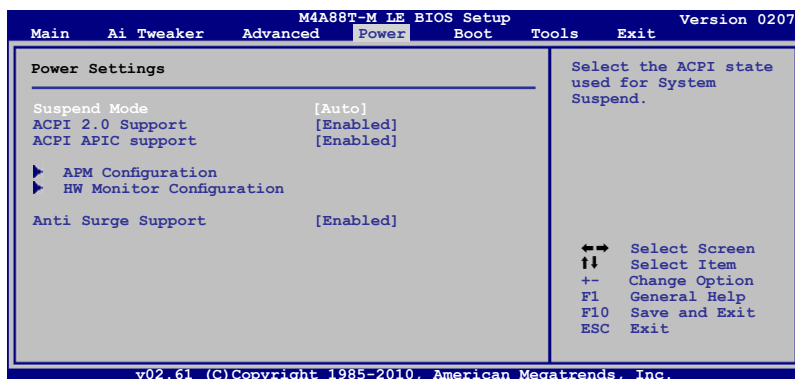 M4A88T-M LE BIOS Setup Version 0207
Main Ai Tweaker Advanced Power Boot Tools Exit
Power Settings
Suspend Mode [Auto]
ACPI 2.0 Support [Enabled]
ACPI APIC support [Enabled]
APM Configuration
HW Monitor Configuration
Anti Surge Support [Enabled]
Select the ACPI state
used for System
Suspend.
←→ Select Screen
↑↓ Select Item
+- Change Option
F1 General Help
F10 Save and Exit
ESC Exit
v02.61 (C)Copyright 1985-2010, American Megatrends, Inc.